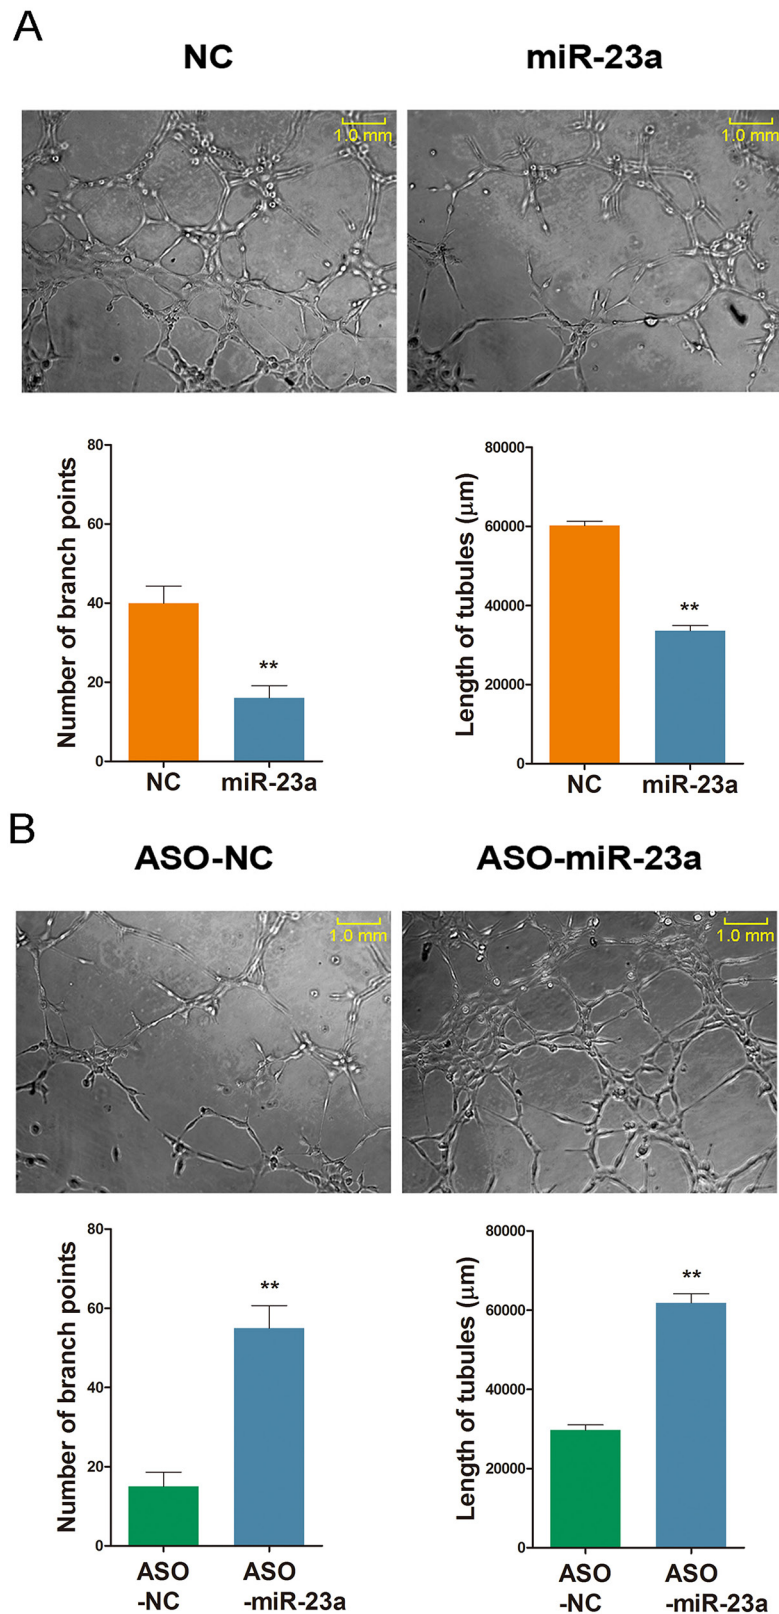 A
NC
miR-23a
1.0 mm
1.0 mm
Number of branch points
80
60
40
20
0
**
NC
miR-23a
Length of tubules (μm)
80000
60000
40000
20000
0
**
NC
miR-23a
B
ASO-NC
ASO-miR-23a
1.0 mm
1.0 mm
Number of branch points
80
60
40
20
0
**
ASO
-NC
ASO
-miR-23a
Length of tubules (μm)
80000
60000
40000
20000
0
**
ASO
-NC
ASO
-miR-23a